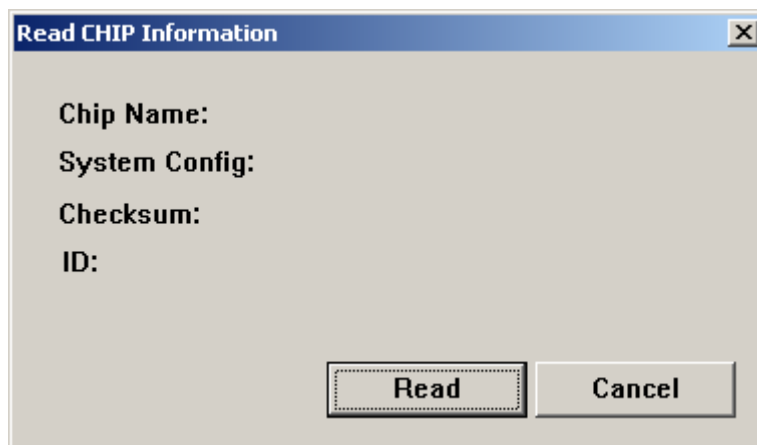 Read CHIP Information
Chip Name:
System Config:
Checksum:
ID:
Read Cancel